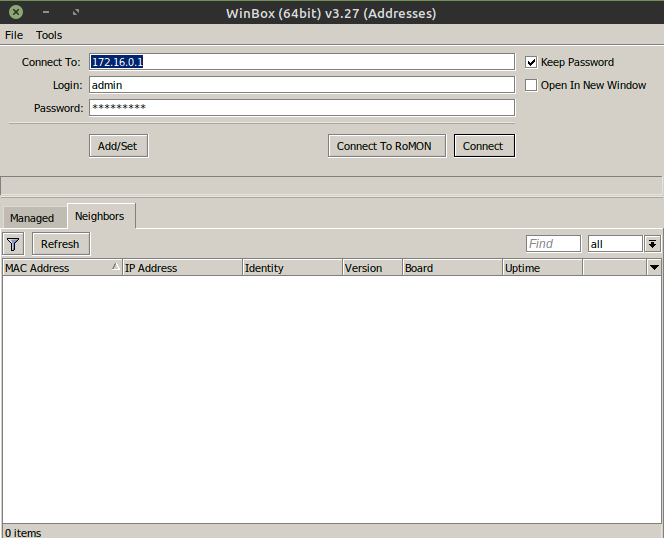 WinBox (64bit) v3.27 (Addresses)
File Tools
Connect To: 172.16.0.1 Keep Password
Login: admin Open In New Window
Password: *********
Add/Set Connect To RoMON Connect
Managed Neighbors
Refresh Find all
MAC Address IP Address Identity Version Board Uptime
0 items